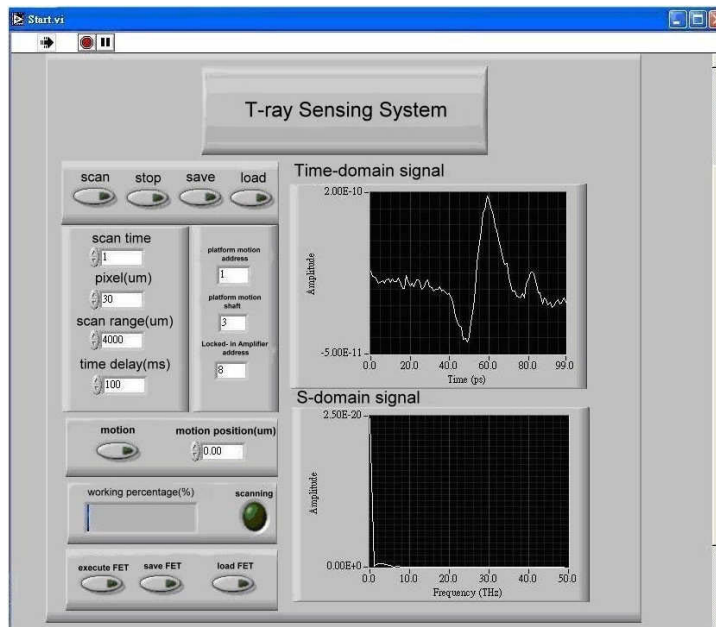 Start.vi
T-ray Sensing System
scan stop save load
scan time
1
pixel(um)
30
scan range(um)
4000
time delay(ms)
100
platform motion
address
1
platform motion
shaft
3
Locked- in Amplifier
address
8
motion motion position(um)
0.00
working percentage(%) scanning
execute FET save FET load FET
Time-domain signal
2.00E-10
Amplitude
-5.00E-11
0.0 20.0 40.0 60.0 80.0 99.0
Time (ps)
S-domain signal
2.50E-20
Amplitude
0.00E+0
0.0 10.0 20.0 30.0 40.0 50.0
Frequency (THz)